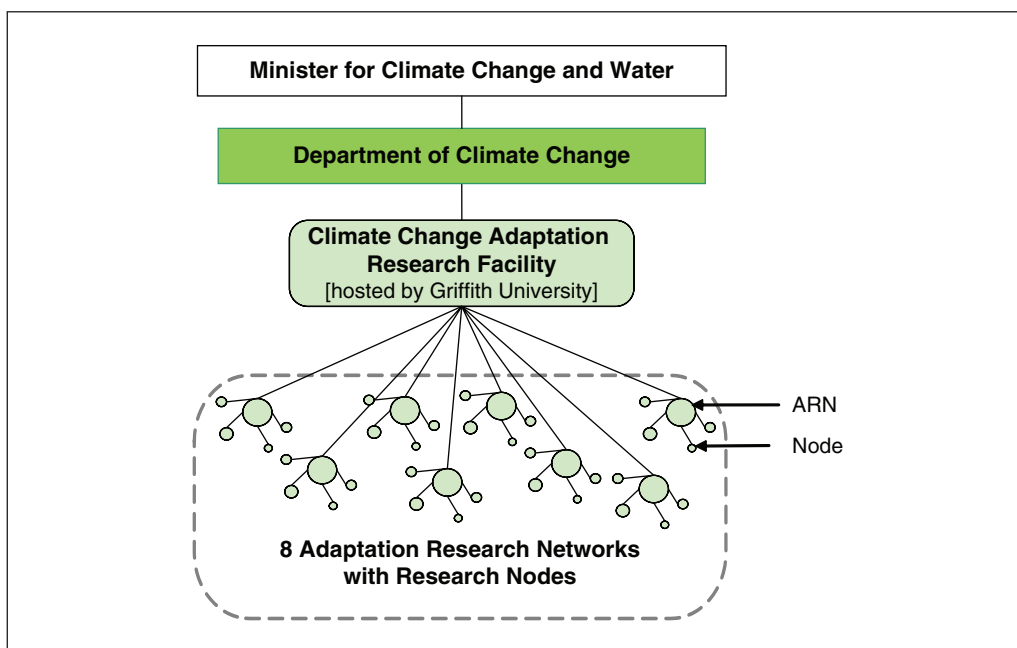 Minister for Climate Change and Water
Department of Climate Change
Climate Change Adaptation
Research Facility
[hosted by Griffith University]
ARN
Node
8 Adaptation Research Networks
with Research Nodes